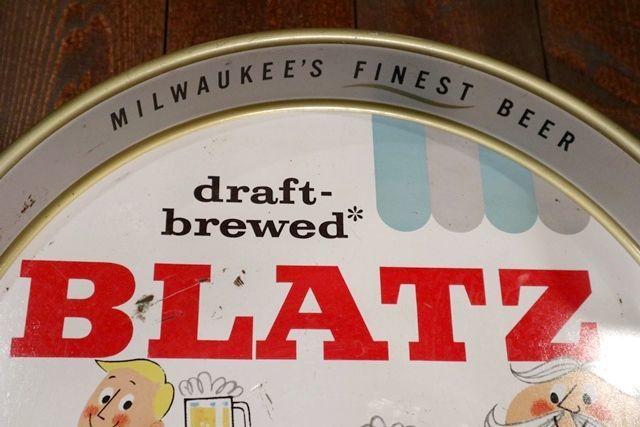 MILWAUKEE'S FINEST BEER
draft-
brewed*
BLATZ